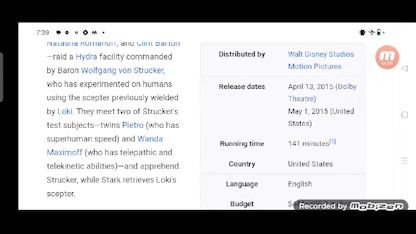 7:39
Natasha Romanoff, and Clint Barton
—raid a Hydra facility commanded
by Baron Wolfgang von Strucker,
who has experimented on humans
using the scepter previously wielded
by Loki. They meet two of Strucker's
test subjects—twins Pietro (who has
superhuman speed) and Wanda
Maximoff (who has telepathic and
telekinetic abilities)—and apprehend
Strucker, while Stark retrieves Loki's
scepter.
Distributed by Walt Disney Studios
Motion Pictures
Release dates April 13, 2015 (Dolby
Theatre)
May 1, 2015 (United
States)
Running time 141 minutes[1]
Country United States
Language English
Budget
Recorded by Mobizen